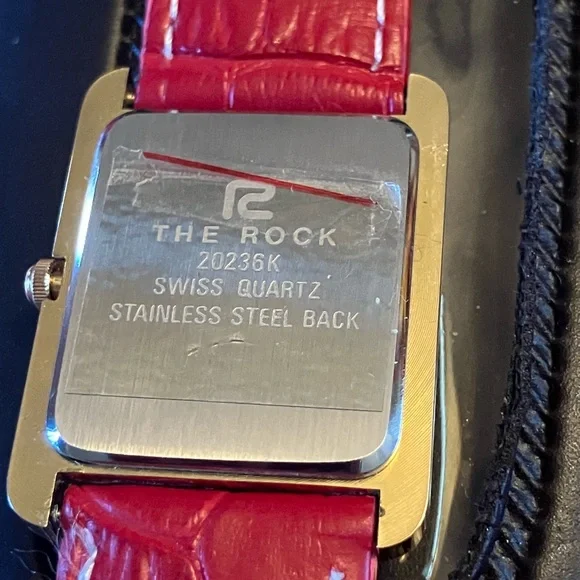 R
THE ROCK
20236K
SWISS QUARTZ
STAINLESS STEEL BACK